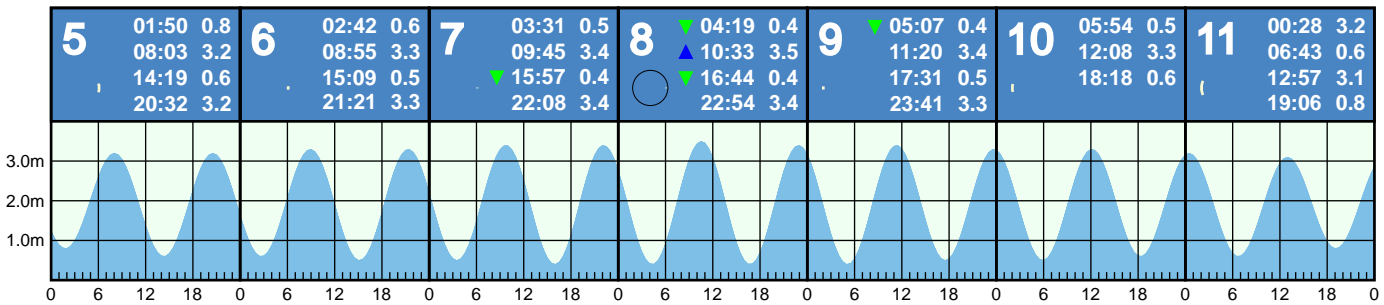 5 6 7 8 9 10 11
01:50 0.8 02:42 0.6 03:31 0.5 04:19 0.4 05:07 0.4 05:54 0.5 00:28 3.2
08:03 3.2 08:55 3.3 09:45 3.4 10:33 3.5 11:20 3.4 12:08 3.3 06:43 0.6
14:19 0.6 15:09 0.5 15:57 0.4 16:44 0.4 17:31 0.5 18:18 0.6 12:57 3.1
20:32 3.2 21:21 3.3 22:08 3.4 22:54 3.4 23:41 3.3 19:06 0.8
3.0m
2.0m
1.0m
0 6 12 18 0 6 12 18 0 6 12 18 0 6 12 18 0 6 12 18 0 6 12 18 0 6 12 18 0